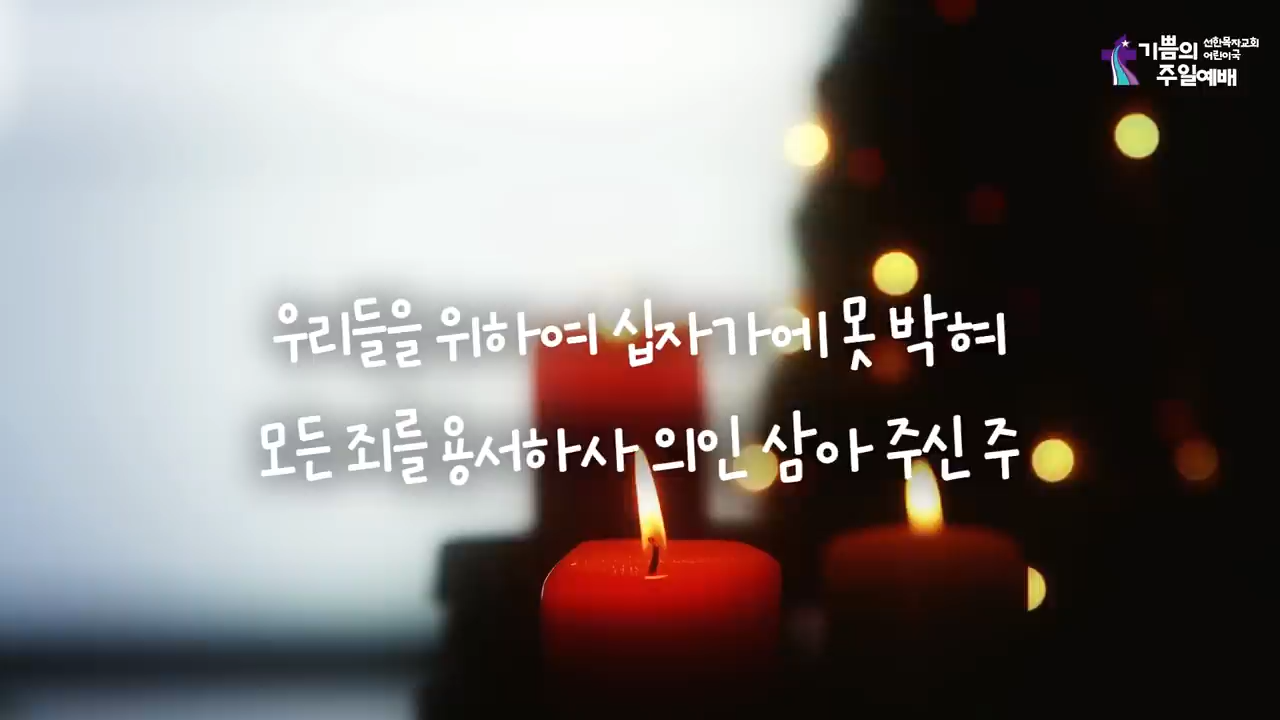 기쁨의
주일예배
선한목자교회
어린이국
우리들을 위하여 십자가에 못 박혀
모든 죄를 용서하사 의인 삼아 주신 주